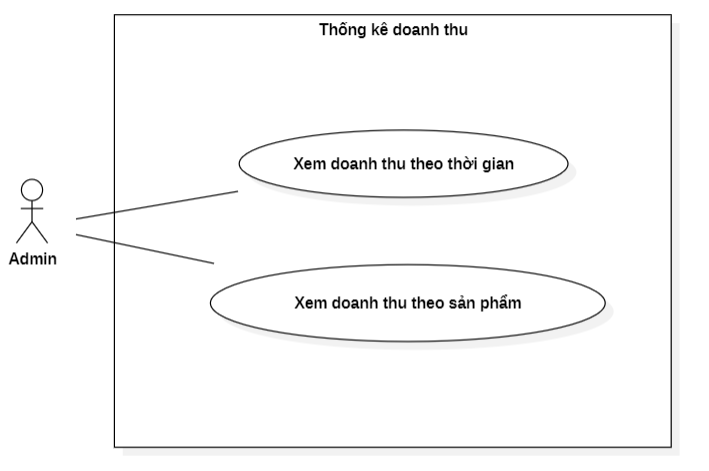 Thống kê doanh thu
Xem doanh thu theo thời gian
Admin
Xem doanh thu theo sản phẩm